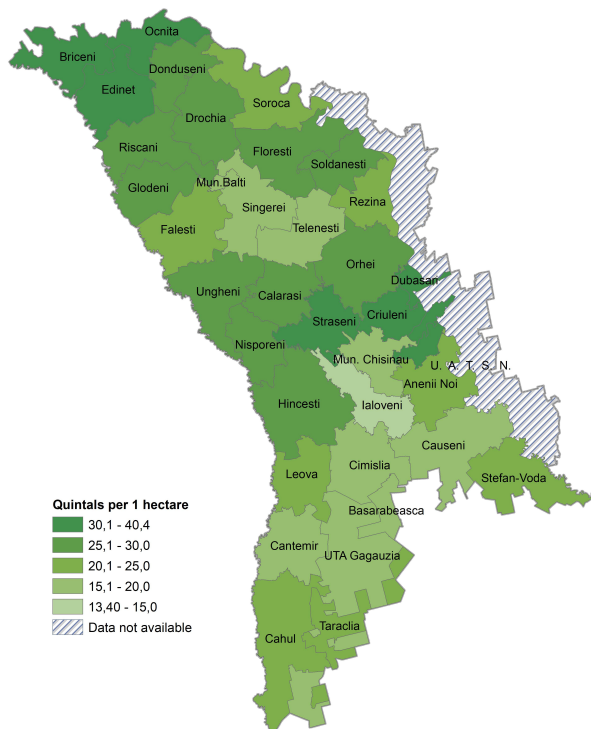 Ocnita
Briceni
Donduseni
Edinet
Soroca
Drochia
Riscani
Floresti
Soldanesti
Mun.Balti
Glodeni
Singerei
Rezina
Falesti
Telenesti
Orhei
Dubasari
Ungheni
Calarasi
Straseni
Criuleni
Nisporeni
Mun. Chisinau
U. A. T. S. N.
Anenii Noi
Hincesti
Ialoveni
Causeni
Cimislia
Leova
Stefan-Voda
Quintals per 1 hectare
30,1 - 40,4
25,1 - 30,0
20,1 - 25,0
15,1 - 20,0
13,40 - 15,0
Data not available
Basarabeasca
Cantemir
UTA Gagauzia
Taraclia
Cahul